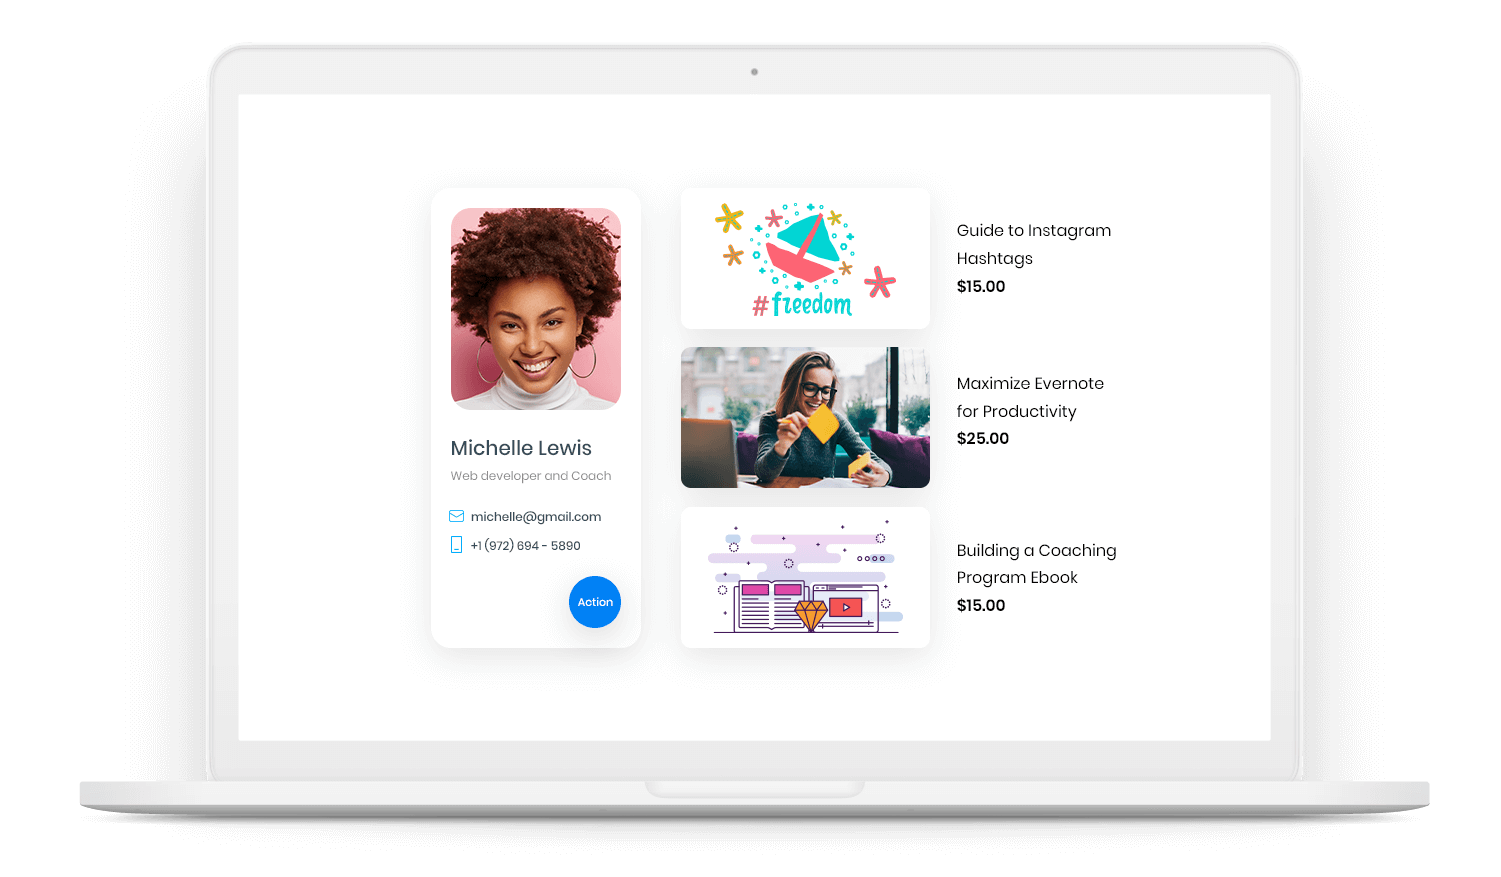 Michelle Lewis
Web developer and Coach
michelle@gmail.com
+1 (972) 694 - 5890
Action
#freedom
Guide to Instagram
Hashtags
$15.00
Maximize Evernote
for Productivity
$25.00
Building a Coaching
Program Ebook
$15.00